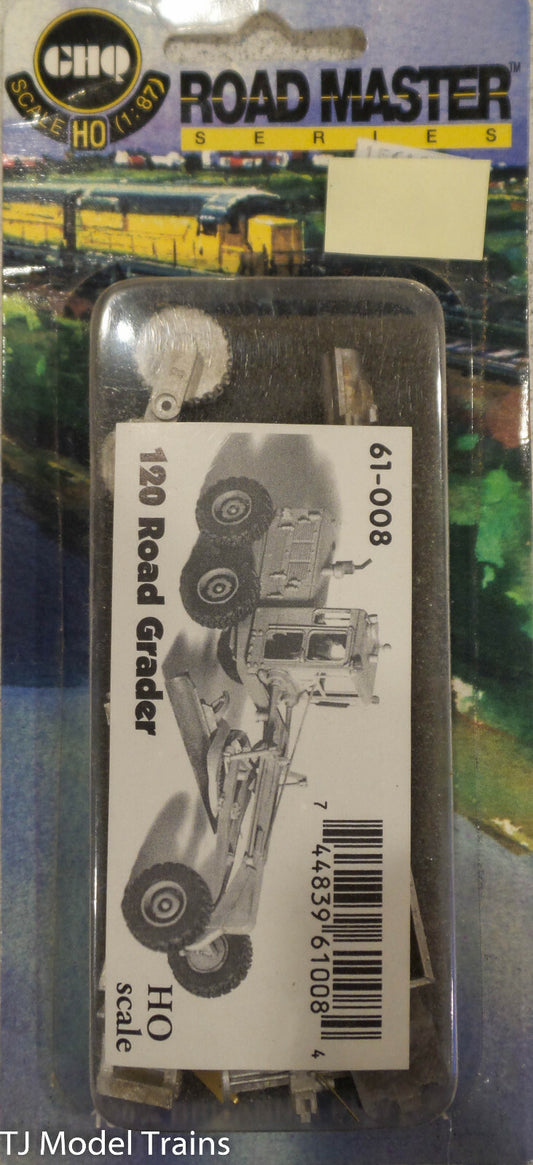 GHQ
SCALE HO (1:87)
ROAD MASTER™
SERIES
61-008
120 Road Grader
7 44839 61008 4
HO
scale
TJ Model Trains